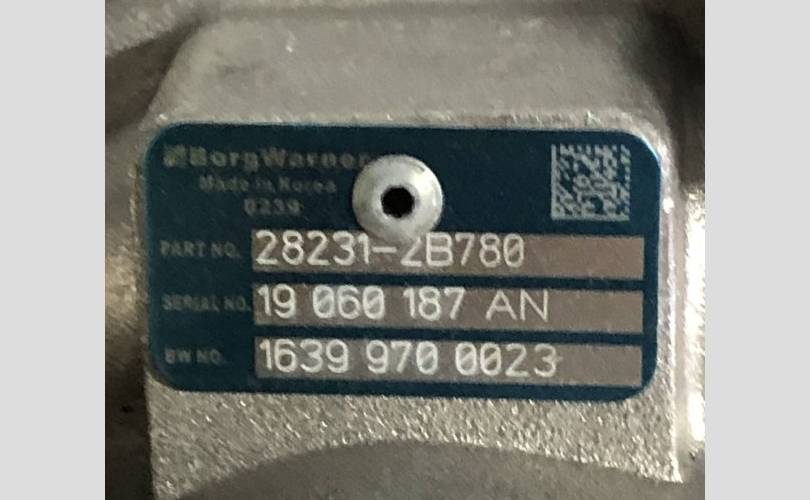 BorgWarner
Made in Korea
0239
PART NO. 28231-2B780
SERIAL NO. 19 060 187 AN
BW NO. 1639 970 0023